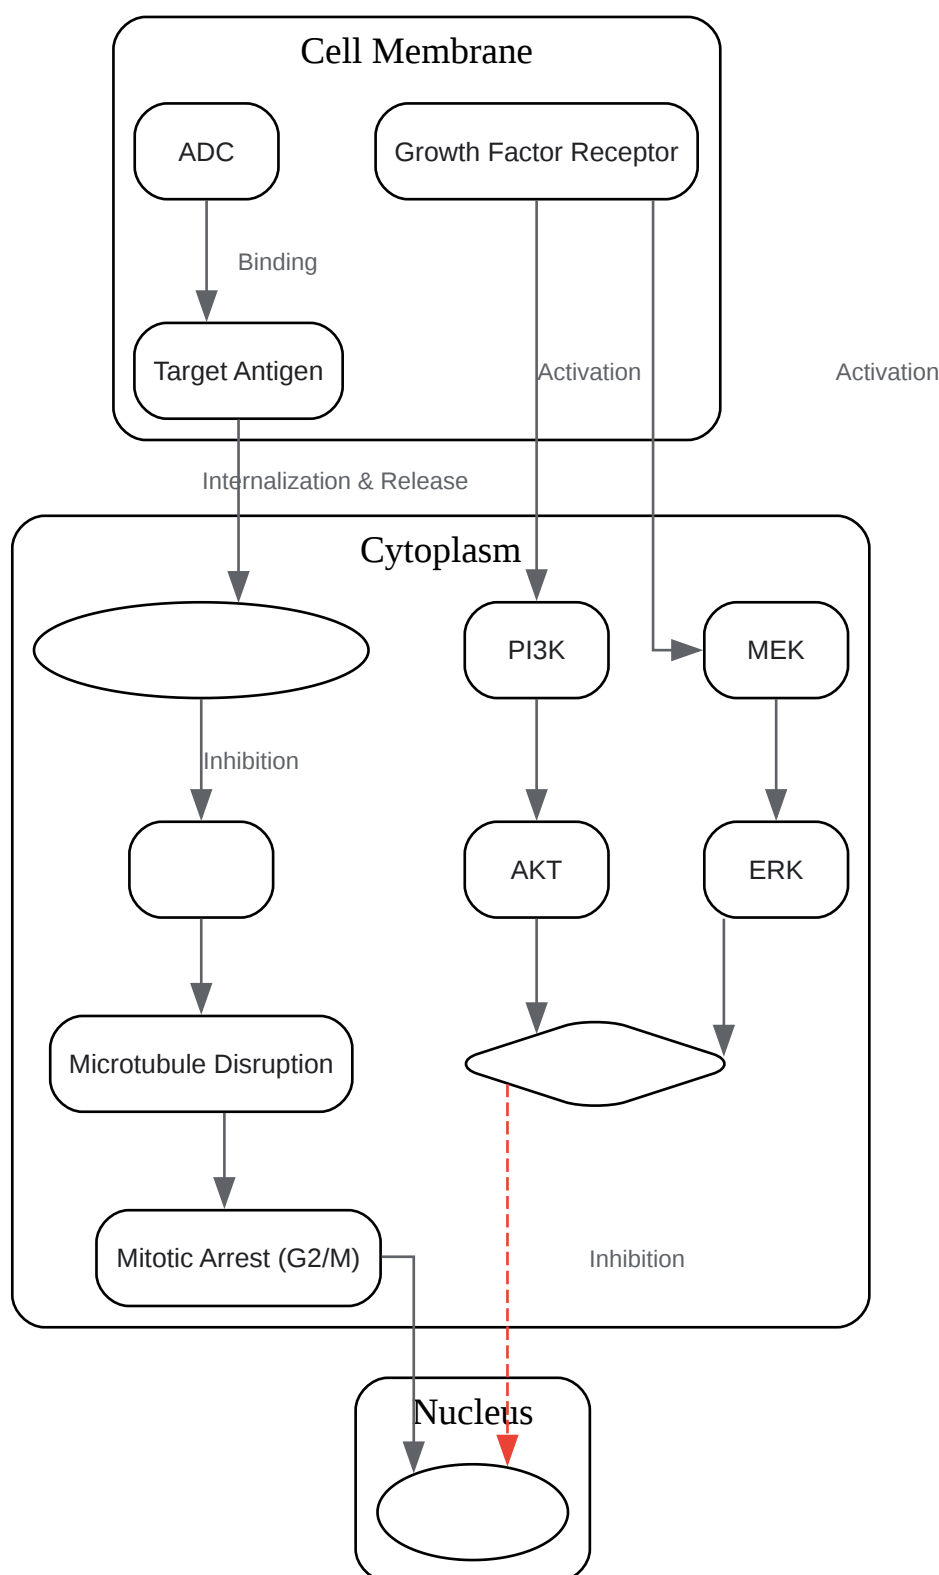 Cell Membrane
ADC
Growth Factor Receptor
Binding
Target Antigen
Activation
Activation
Internalization & Release
Cytoplasm
PI3K
MEK
Inhibition
AKT
ERK
Microtubule Disruption
Mitotic Arrest (G2/M)
Inhibition
Nucleus